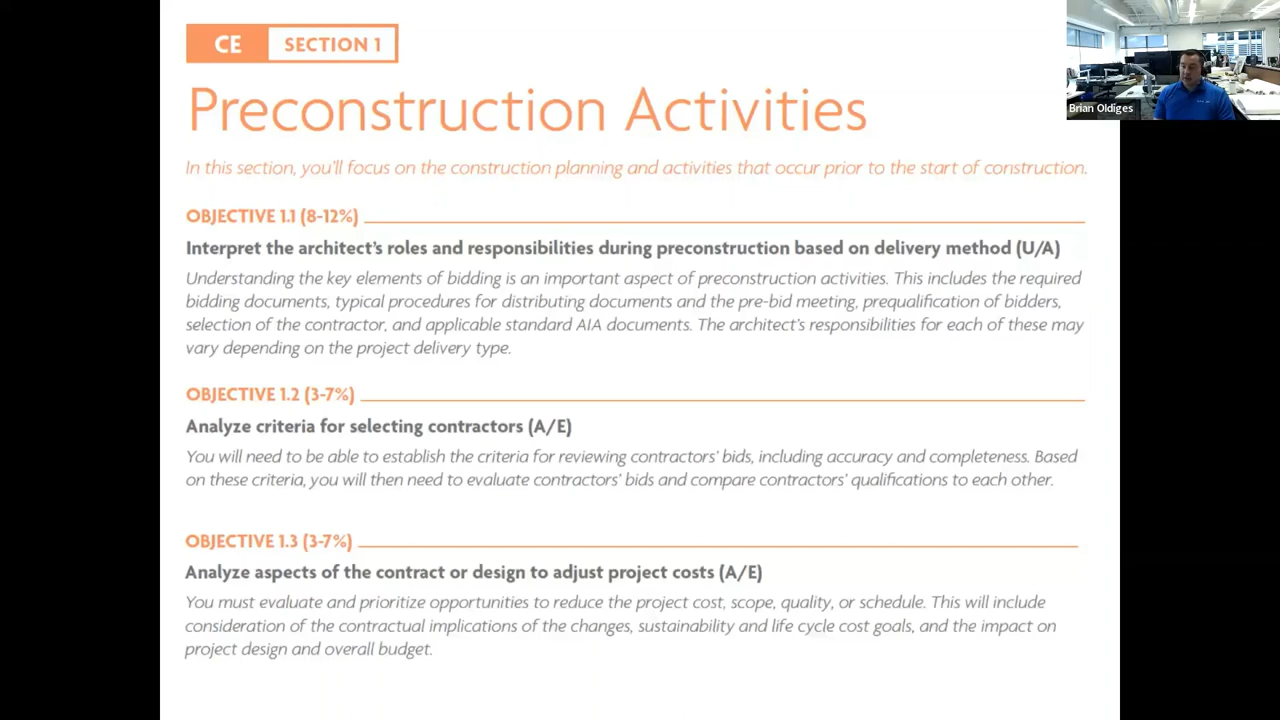 CE SECTION 1
Brian Oldiges
Preconstruction Activities
In this section, you'll focus on the construction planning and activities that occur prior to the start of construction.
OBJECTIVE 1.1 (8-12%)
Interpret the architect's roles and responsibilities during preconstruction based on delivery method (U/A)
Understanding the key elements of bidding is an important aspect of preconstruction activities. This includes the required
bidding documents, typical procedures for distributing documents and the pre-bid meeting, prequalification of bidders,
selection of the contractor, and applicable standard AIA documents. The architect's responsibilities for each of these may
vary depending on the project delivery type.
OBJECTIVE 1.2 (3-7%)
Analyze criteria for selecting contractors (A/E)
You will need to be able to establish the criteria for reviewing contractors' bids, including accuracy and completeness. Based
on these criteria, you will then need to evaluate contractors' bids and compare contractors' qualifications to each other.
OBJECTIVE 1.3 (3-7%)
Analyze aspects of the contract or design to adjust project costs (A/E)
You must evaluate and prioritize opportunities to reduce the project cost, scope, quality, or schedule. This will include
consideration of the contractual implications of the changes, sustainability and life cycle cost goals, and the impact on
project design and overall budget.